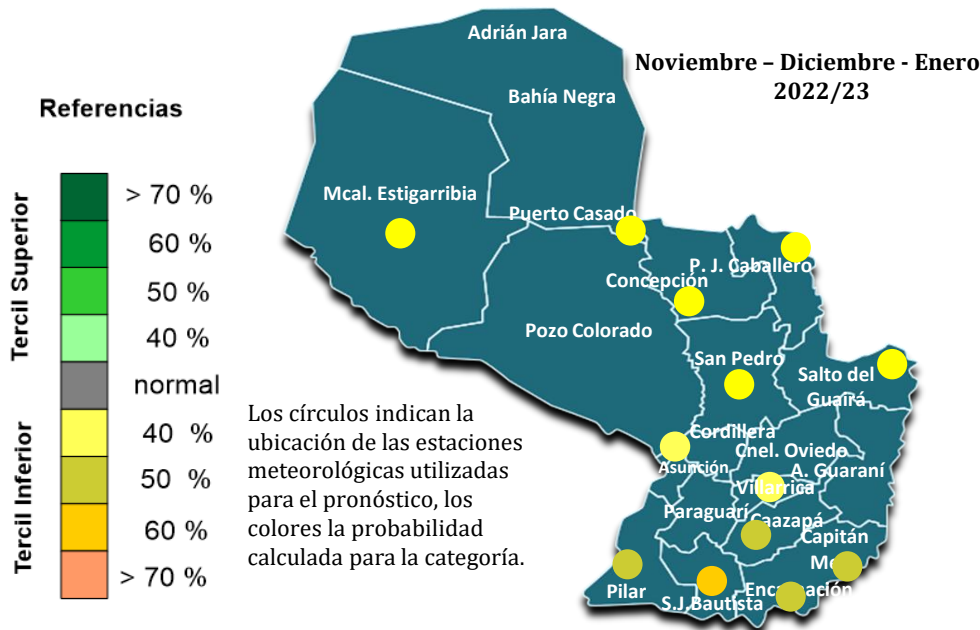 Noviembre – Diciembre - Enero
2022/23
Referencias
Tercil Superior
> 70 %
60 %
50 %
40 %
normal
Tercil Inferior
40 %
50 %
60 %
> 70 %
Los círculos indican la
ubicación de las estaciones
meteorológicas utilizadas
para el pronóstico, los
colores la probabilidad
calculada para la categoría.
Adrián Jara
Bahía Negra
Mcal. Estigarribia
Puerto Casado
P. J. Caballero
Concepción
Pozo Colorado
San Pedro
Salto del
Guairá
Cordillera
Cnel. Oviedo
Asunción
A. Guaraní
Villarrica
Paraguarí
Caazapá
Capitán
Pilar
S.J.Bautista
Encarnación